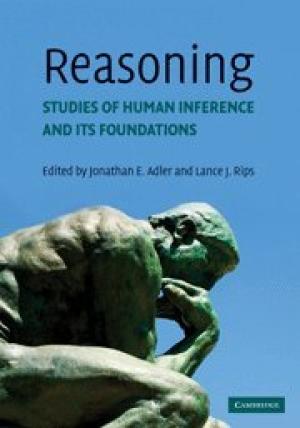 Reasoning
STUDIES OF HUMAN INFERENCE
AND ITS FOUNDATIONS
Edited by Jonathan E. Adler and Lance J. Rips
CAMBRIDGE